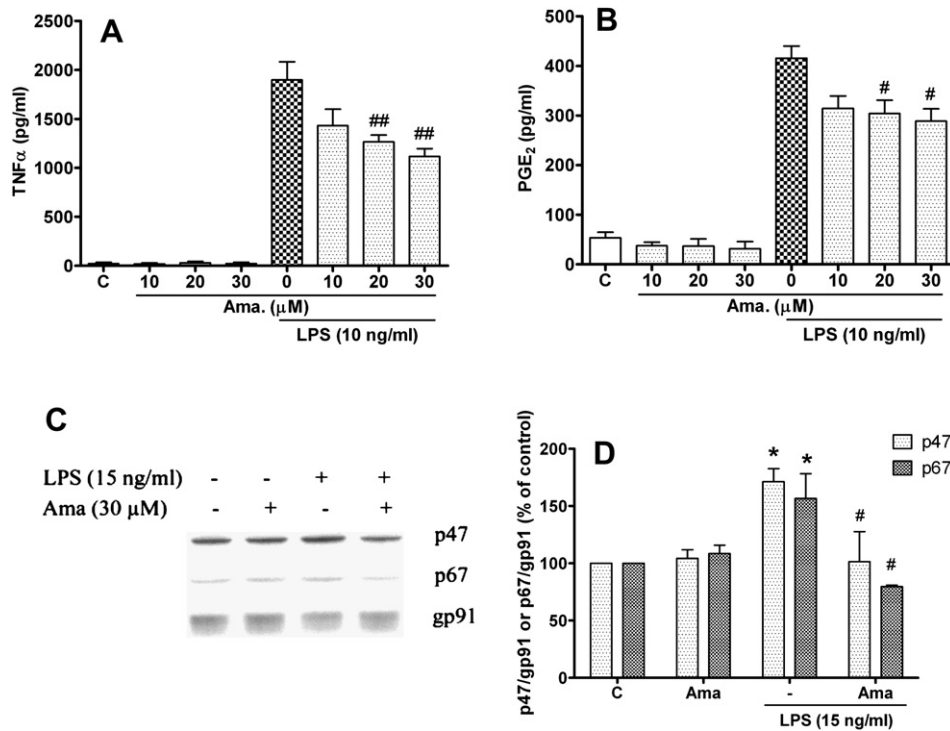 A
TNFα (pg/ml)
2500
2000
1500
1000
500
0
##
##
C 10 20 30 0 10 20 30
Ama. (μM)
LPS (10 ng/ml)
B
PGE2 (pg/ml)
500
400
300
200
100
0
#
#
C 10 20 30 0 10 20 30
Ama. (μM)
LPS (10 ng/ml)
C
LPS (15 ng/ml) - - + +
Ama (30 μM) - + - +
p47
p67
gp91
D
p47
p67
p47/gp91 or p67/gp91 (% of control)
200
150
100
50
0
* *
#
#
C Ama - Ama
LPS (15 ng/ml)